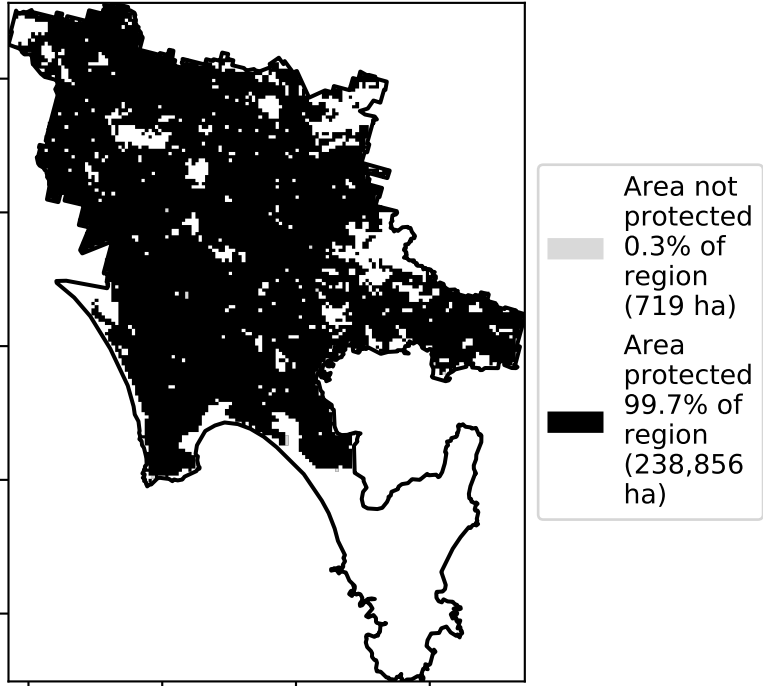 Area not
protected
0.3% of
region
(719 ha)
Area
protected
99.7% of
region
(238,856
ha)